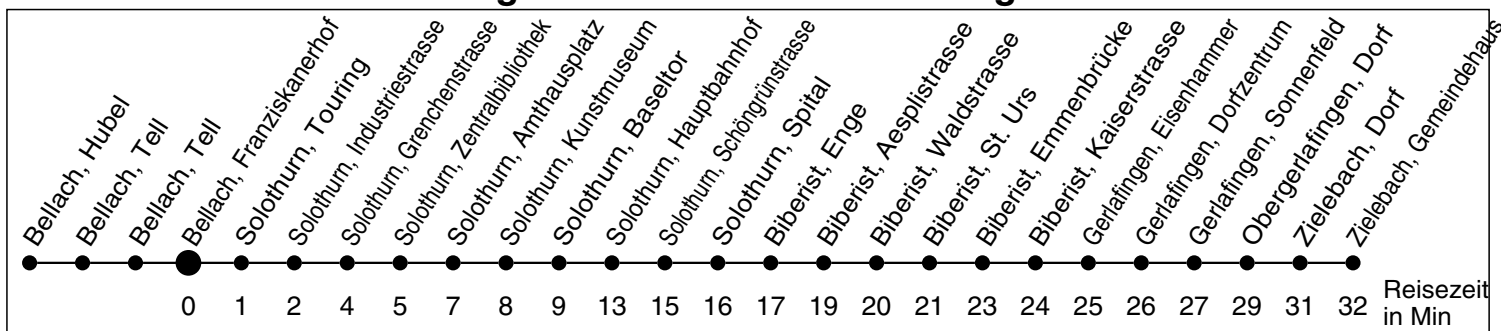 Bellach, Hubel
Bellach, Tell
Bellach, Tell
Bellach, Franziskanerhof
Solothurn, Touring
Solothurn, Industriestrasse
Solothurn, Grenchenstrasse
Solothurn, Zentralbibliothek
Solothurn, Amthausplatz
Solothurn, Kunstmuseum
Solothurn, Baseltor
Solothurn, Hauptbahnhof
Solothurn, Schöngrünstrasse
Solothurn, Spital
Biberist, Enge
Biberist, Aesplistrasse
Biberist, Waldstrasse
Biberist, St. Urs
Biberist, Emmenbrücke
Biberist, Kaiserstrasse
Gerlafingen, Eisenhammer
Gerlafingen, Dorfzentrum
Gerlafingen, Sonnenfeld
Obergerlafingen, Dorf
Zielebach, Dorf
Zielebach, Gemeindehaus
0 1 2 4 5 7 8 9 13 15 16 17 19 20 21 23 24 25 26 27 29 31 32 Reisezeit
in Min